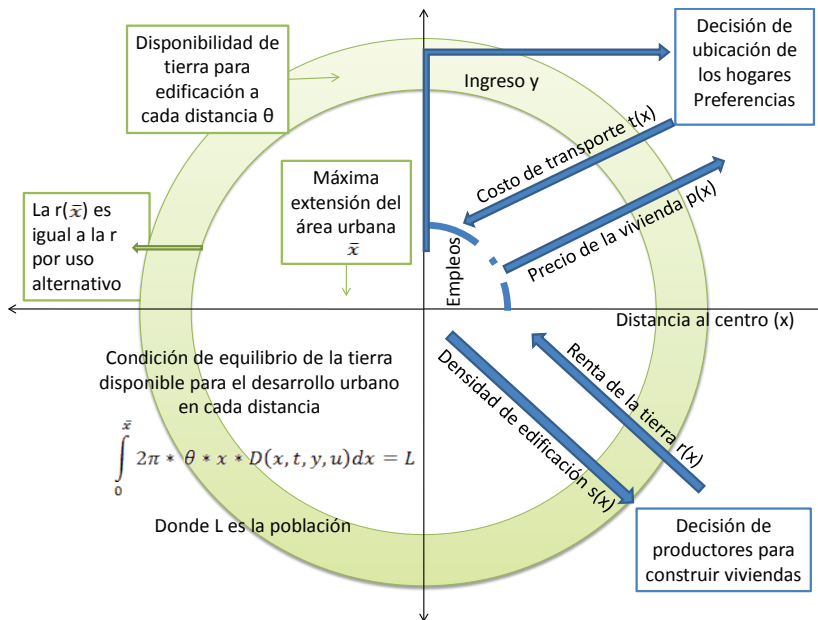 Disponibilidad de
tierra para
edificación a
cada distancia θ
Ingreso y
Decisión de
ubicación de
los hogares
Preferencias
Costo de transporte t(x)
Precio de la vivienda p(x)
La r(x̄) es
igual a la r
por uso
alternativo
Máxima
extensión del
área urbana
x̄
Empleos
Distancia al centro (x)
Condición de equilibrio de la tierra
disponible para el desarrollo urbano
en cada distancia
∫₀^x̄ 2π * θ * x * D(x, t, y, u)dx = L
Donde L es la población
Densidad de edificación s(x)
Renta de la tierra r(x)
Decisión de
productores para
construir viviendas